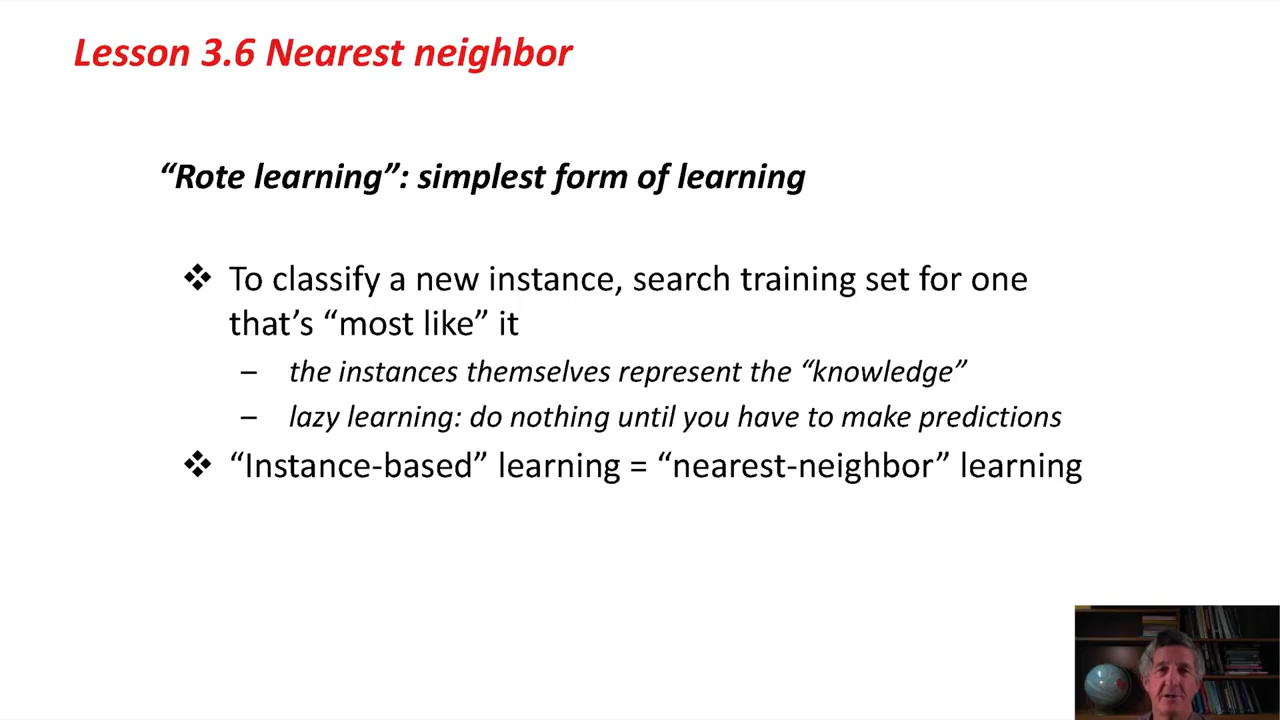 Lesson 3.6 Nearest neighbor
“Rote learning”: simplest form of learning
❖ To classify a new instance, search training set for one
that’s “most like” it
– the instances themselves represent the “knowledge”
– lazy learning: do nothing until you have to make predictions
❖ “Instance-based” learning = “nearest-neighbor” learning